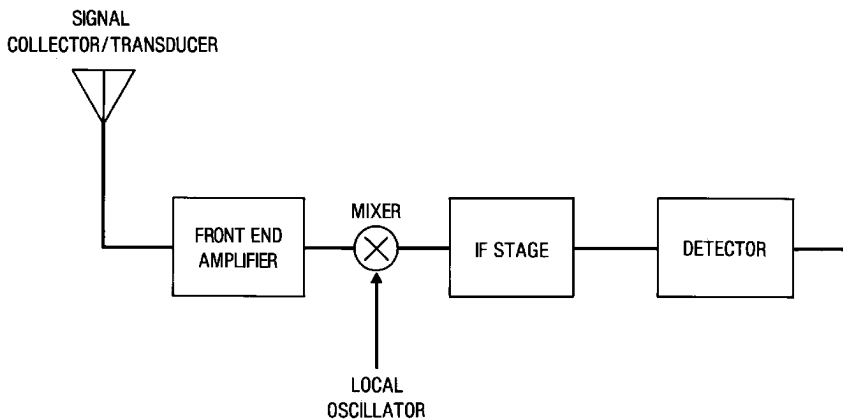 SIGNAL
COLLECTOR/TRANSDUCER
FRONT END
AMPLIFIER
MIXER
IF STAGE
DETECTOR
LOCAL
OSCILLATOR